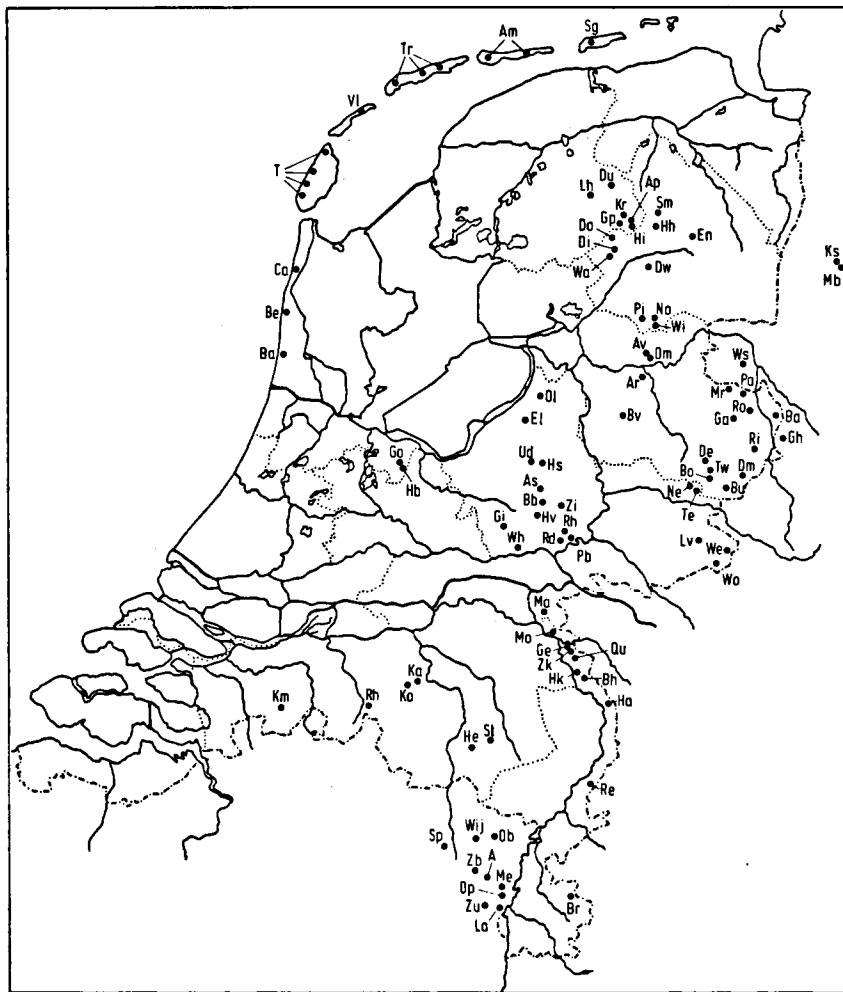 Sg
Am
Tr
Vl
T
Du
Lh
Ap
Kr
Sm
Gp
Do
Hi
Hh
En
Di
Wa
Dw
Ks
Mb
Ca
Be
Ba
Pj
No
Wi
Av
Om
Ws
Ar
Mr
Pa
Ol
El
Bv
Ro
Ga
Ba
Gh
Ri
Go
Hb
Ud
Hs
De
Tw
Bo
Dm
As
Ne
Bu
Bb
Zi
Te
Hv
Gi
Rh
Wh
Rd
Pb
Lv
We
Wo
Ma
Mo
Ge
Zk
Qu
Hk
Bh
Ha
Km
Rh
Ka
Ko
He
Sl
Re
Sp
Wij
Ob
Zb
A
Me
Op
Zu
La
Br